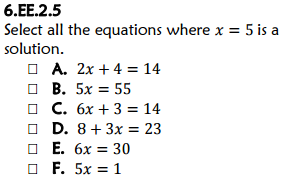 6.EE.2.5
Select all the equations where x = 5 is a
solution.
□ A. 2x + 4 = 14
□ B. 5x = 55
□ C. 6x + 3 = 14
□ D. 8 + 3x = 23
□ E. 6x = 30
□ F. 5x = 1